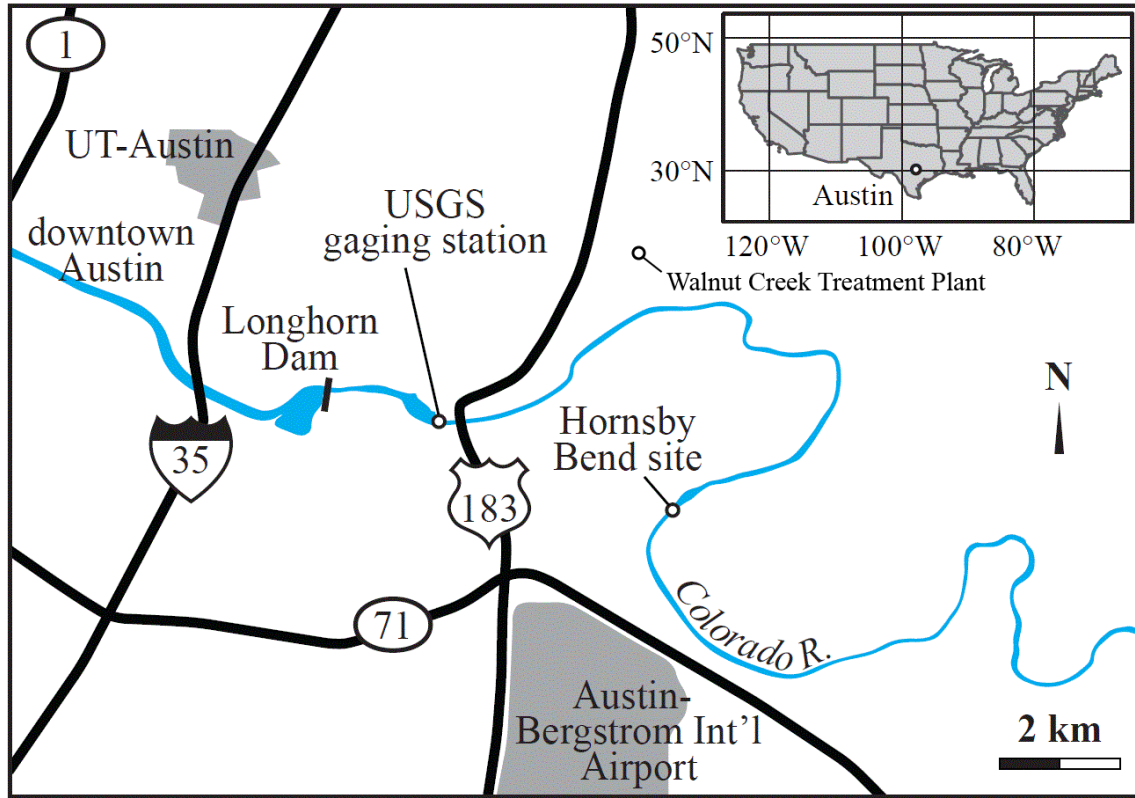 1
UT-Austin
downtown
Austin
Longhorn
Dam
USGS
gaging station
50°N
30°N
Austin
120°W
100°W
80°W
Walnut Creek Treatment Plant
N
Hornsby
Bend site
35
183
71
Colorado R.
Austin-
Bergstrom Int'l
Airport
2 km